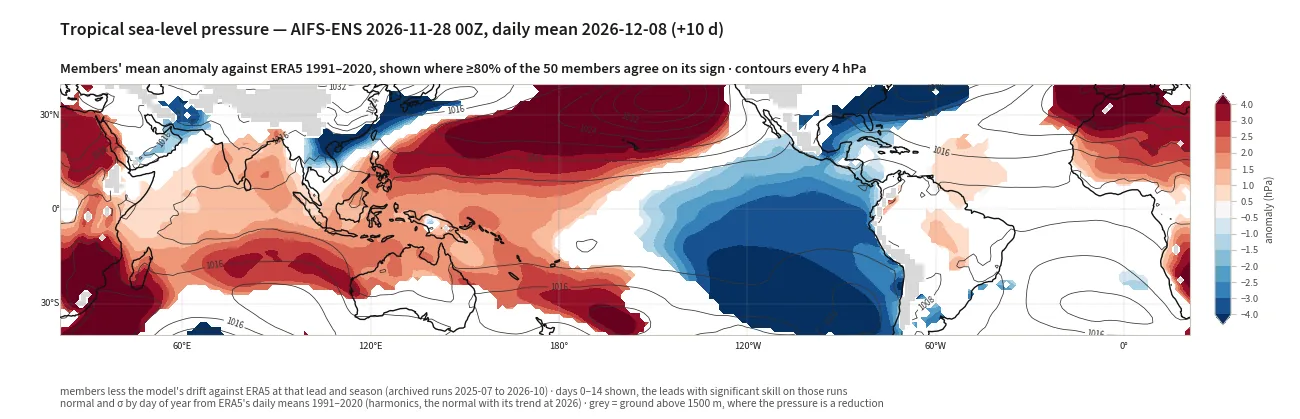 Tropical sea-level pressure — AIFS-ENS 2026-11-28 00Z, daily mean 2026-12-08 (+10 d)
Members' mean anomaly against ERA5 1991–2020, shown where ≥80% of the 50 members agree on its sign · contours every 4 hPa
1032
1016
1016
1016
1016
1016
1016
1016
1008
1016
30°N
0°
30°S
60°E
120°E
180°
120°W
60°W
0°
4.0
3.0
2.5
2.0
1.5
1.0
0.5
−0.5
−1.0
−1.5
−2.0
−2.5
−3.0
−4.0
anomaly (hPa)
members less the model's drift against ERA5 at that lead and season (archived runs 2025-07 to 2026-10) · days 0–14 shown, the leads with significant skill on those runs
normal and σ by day of year from ERA5's daily means 1991–2020 (harmonics, the normal with its trend at 2026) · grey = ground above 1500 m, where the pressure is a reduction